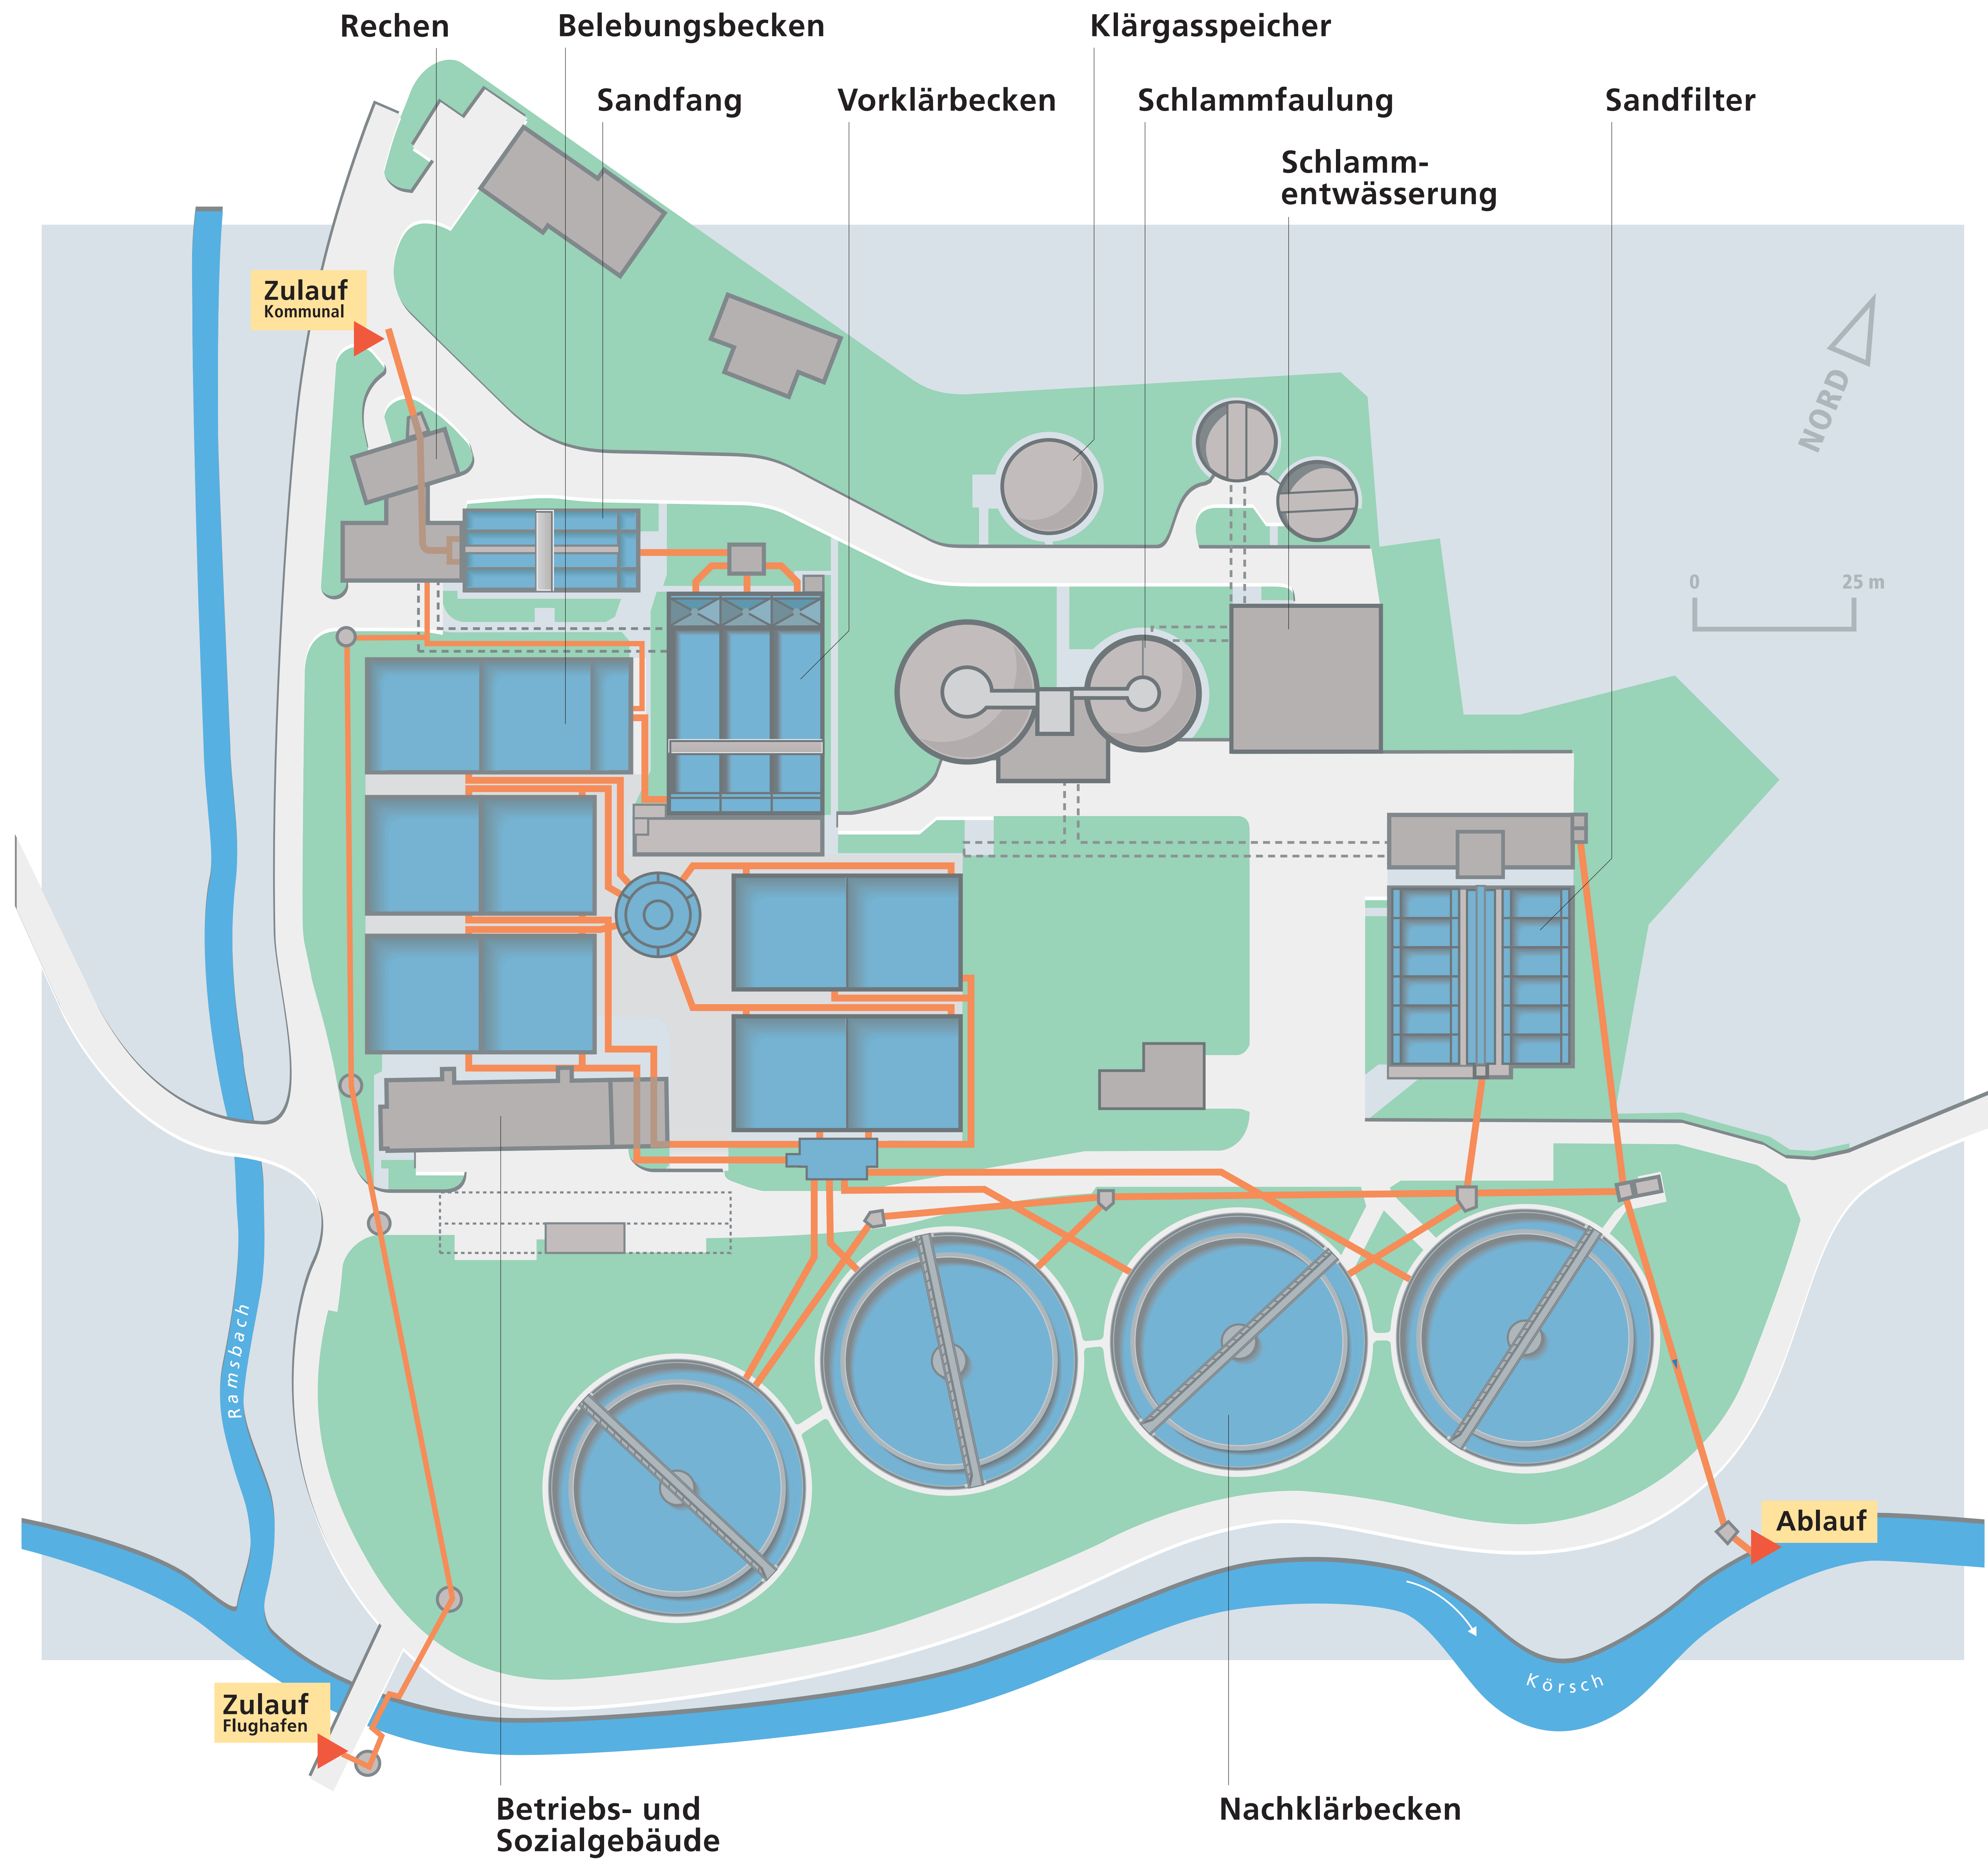 Rechen
Belebungsbecken
Klärgasspeicher
Sandfang
Vorklärbecken
Schlammfaulung
Sandfilter
Schlamm-
entwässerung
Zulauf
Kommunal
NORD
0 25 m
Ramsbach
Ablauf
Körsch
Zulauf
Flughafen
Betriebs- und
Sozialgebäude
Nachklärbecken